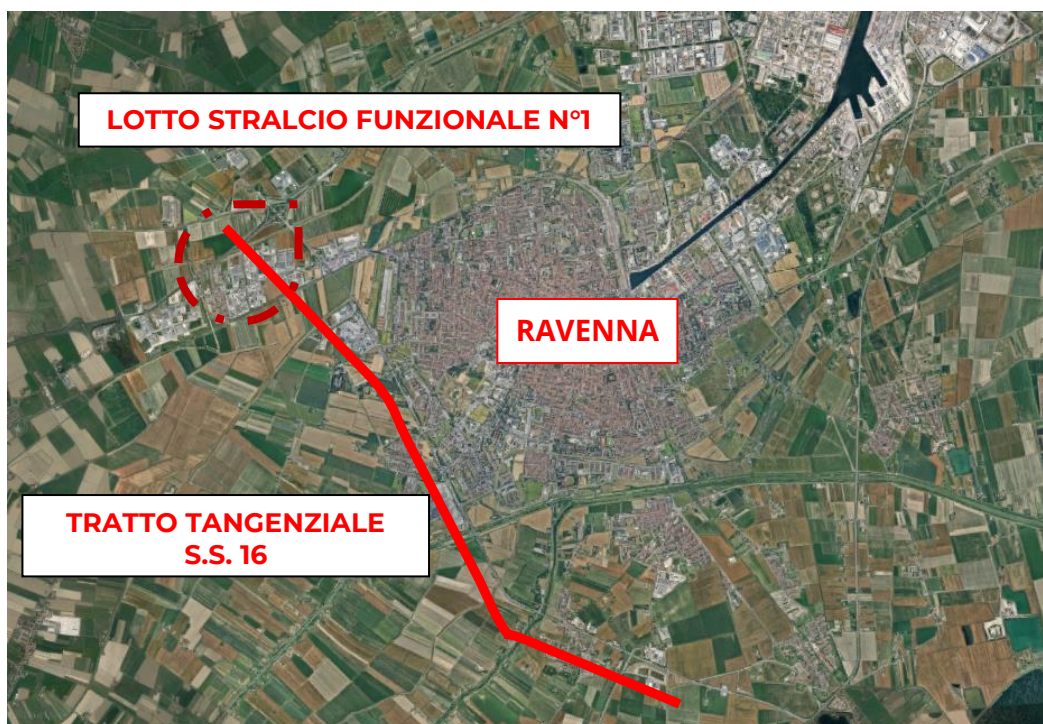 LOTTO STRALCIO FUNZIONALE N°1
RAVENNA
TRATTO TANGENZIALE
S.S. 16